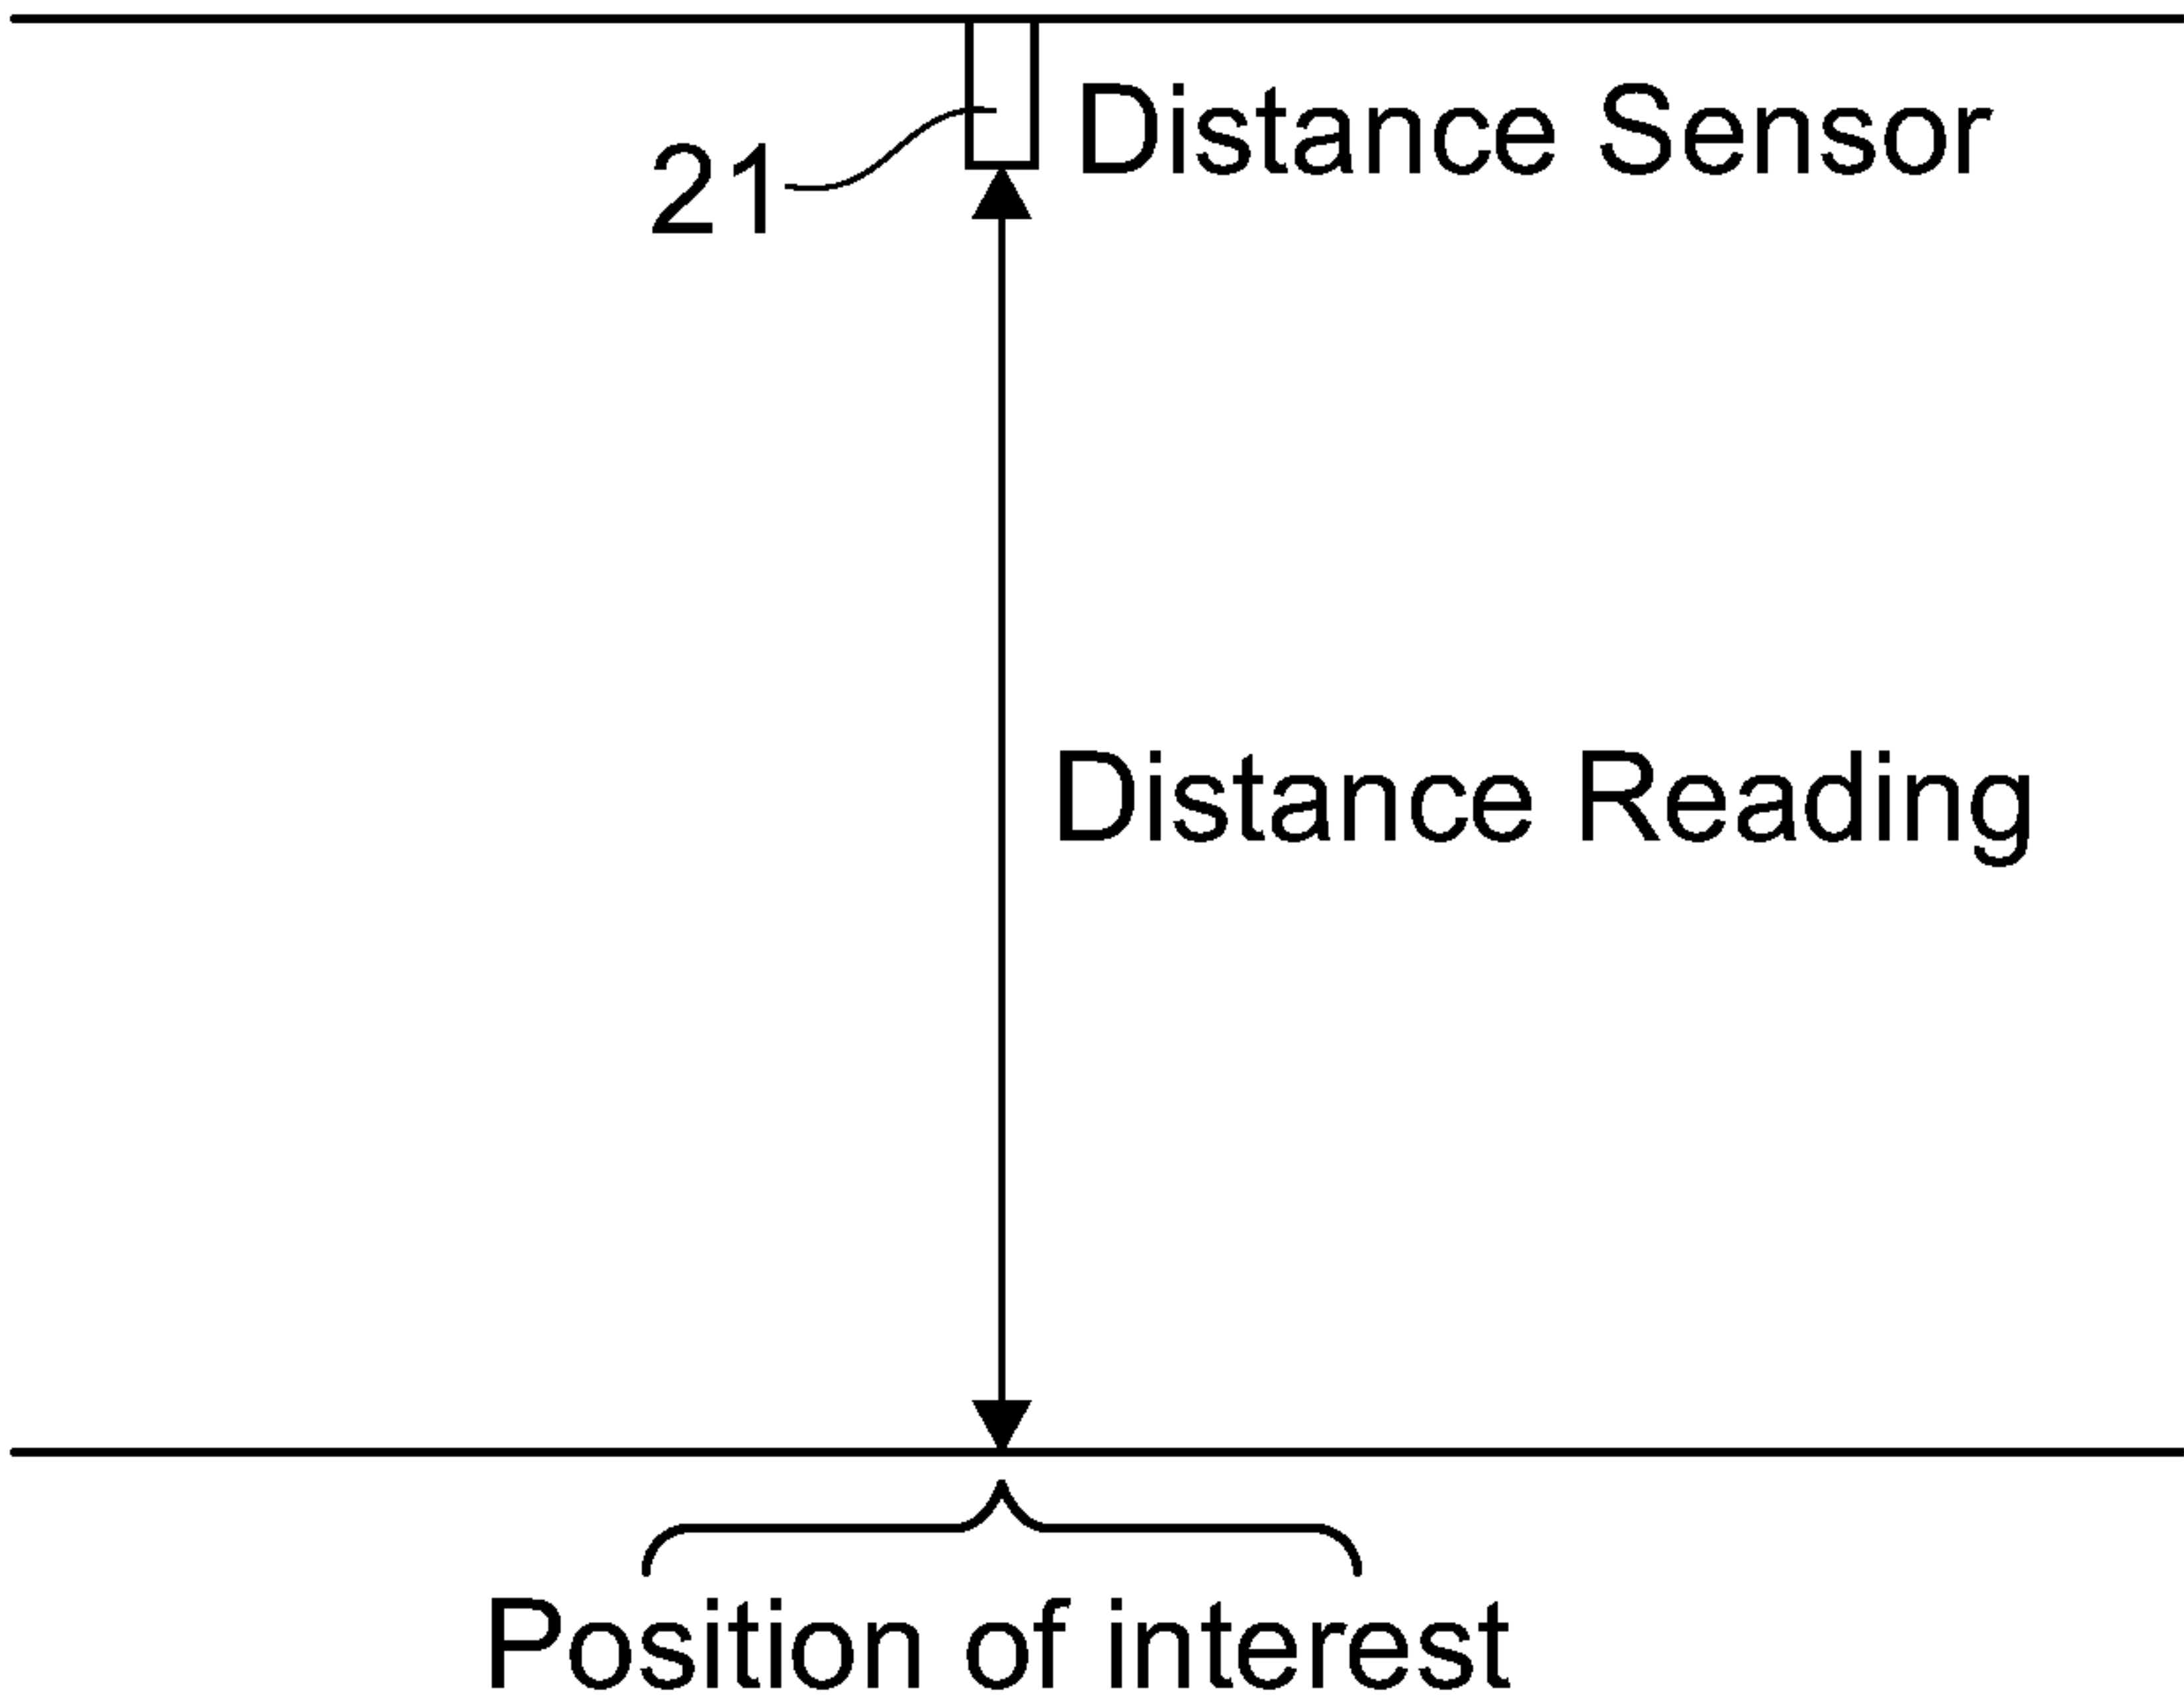 Distance Sensor
21
Distance Reading
Position of interest